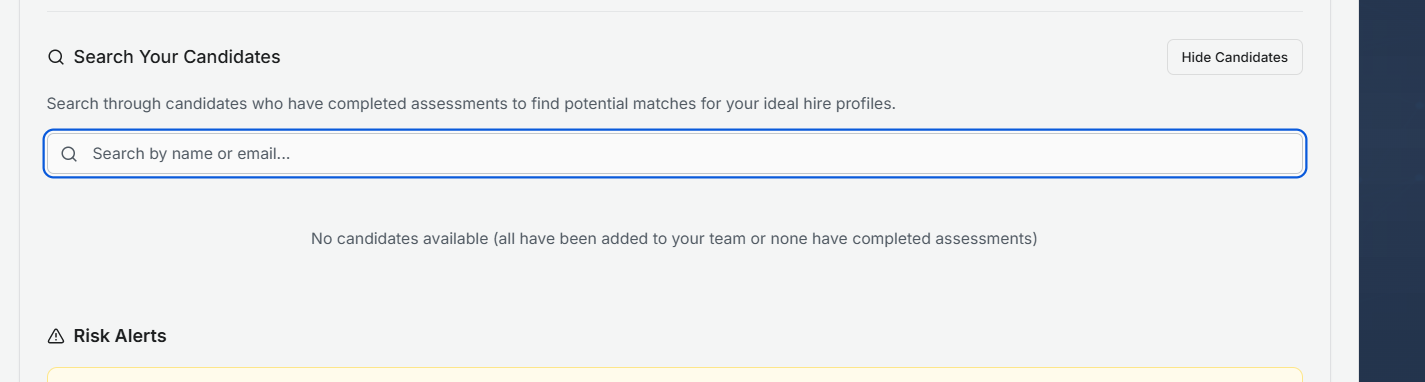 Search Your Candidates
Hide Candidates
Search through candidates who have completed assessments to find potential matches for your ideal hire profiles.
Search by name or email...
No candidates available (all have been added to your team or none have completed assessments)
Risk Alerts